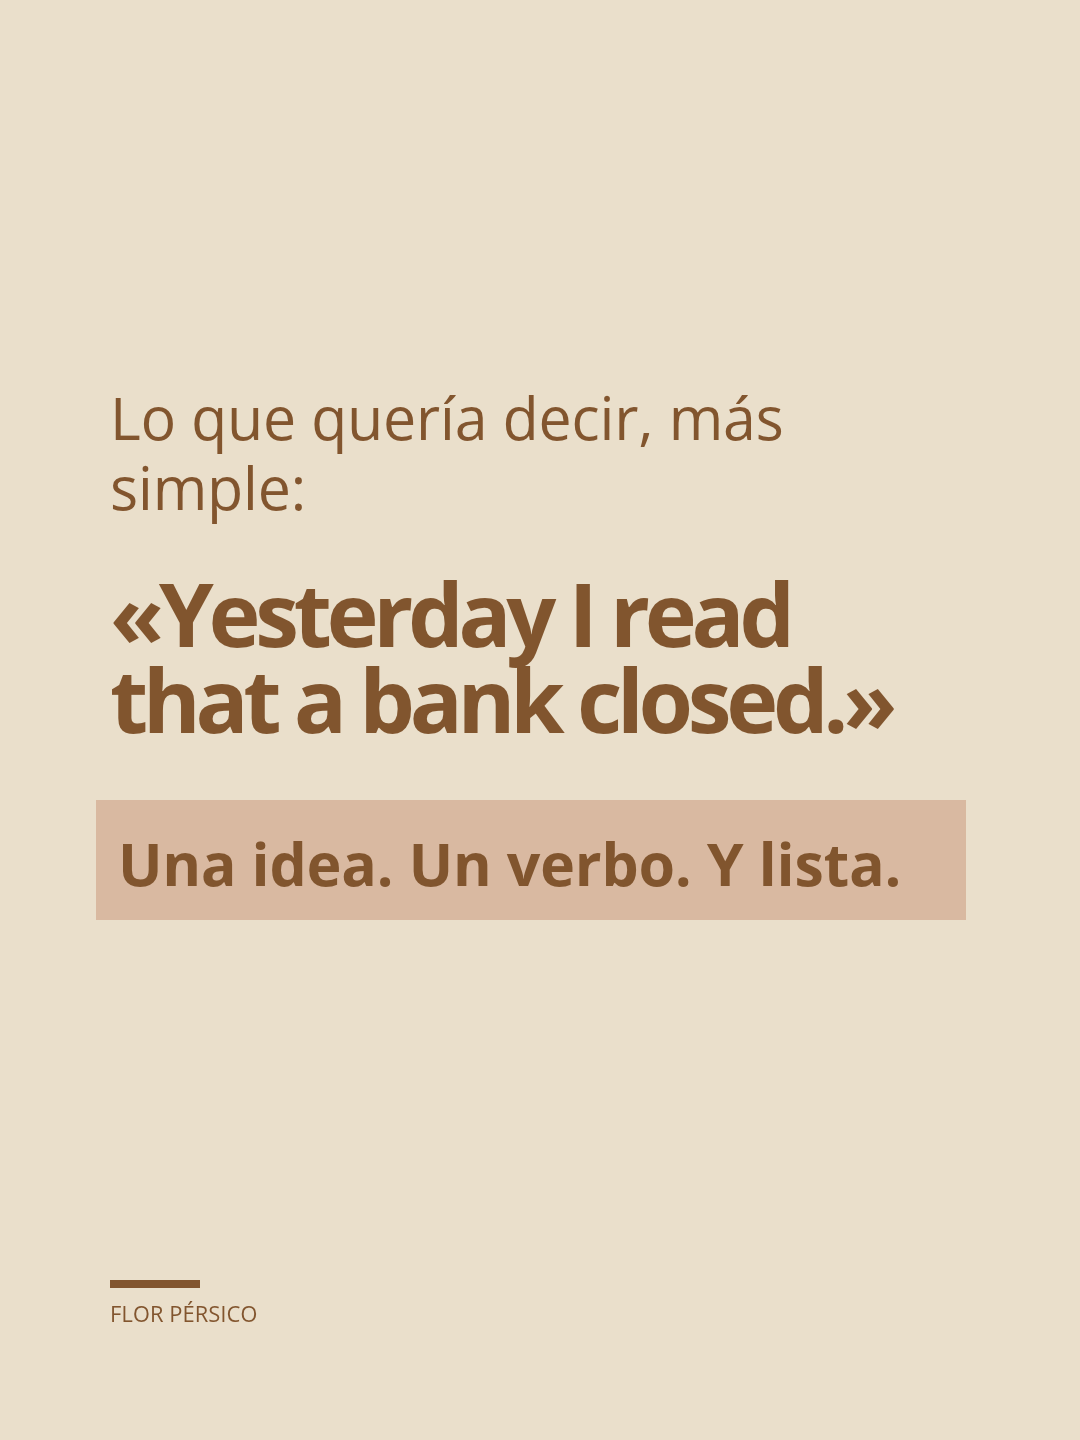 Lo que quería decir, más
simple:
«Yesterday I read
that a bank closed.»
Una idea. Un verbo. Y lista.
FLOR PÉRSICO